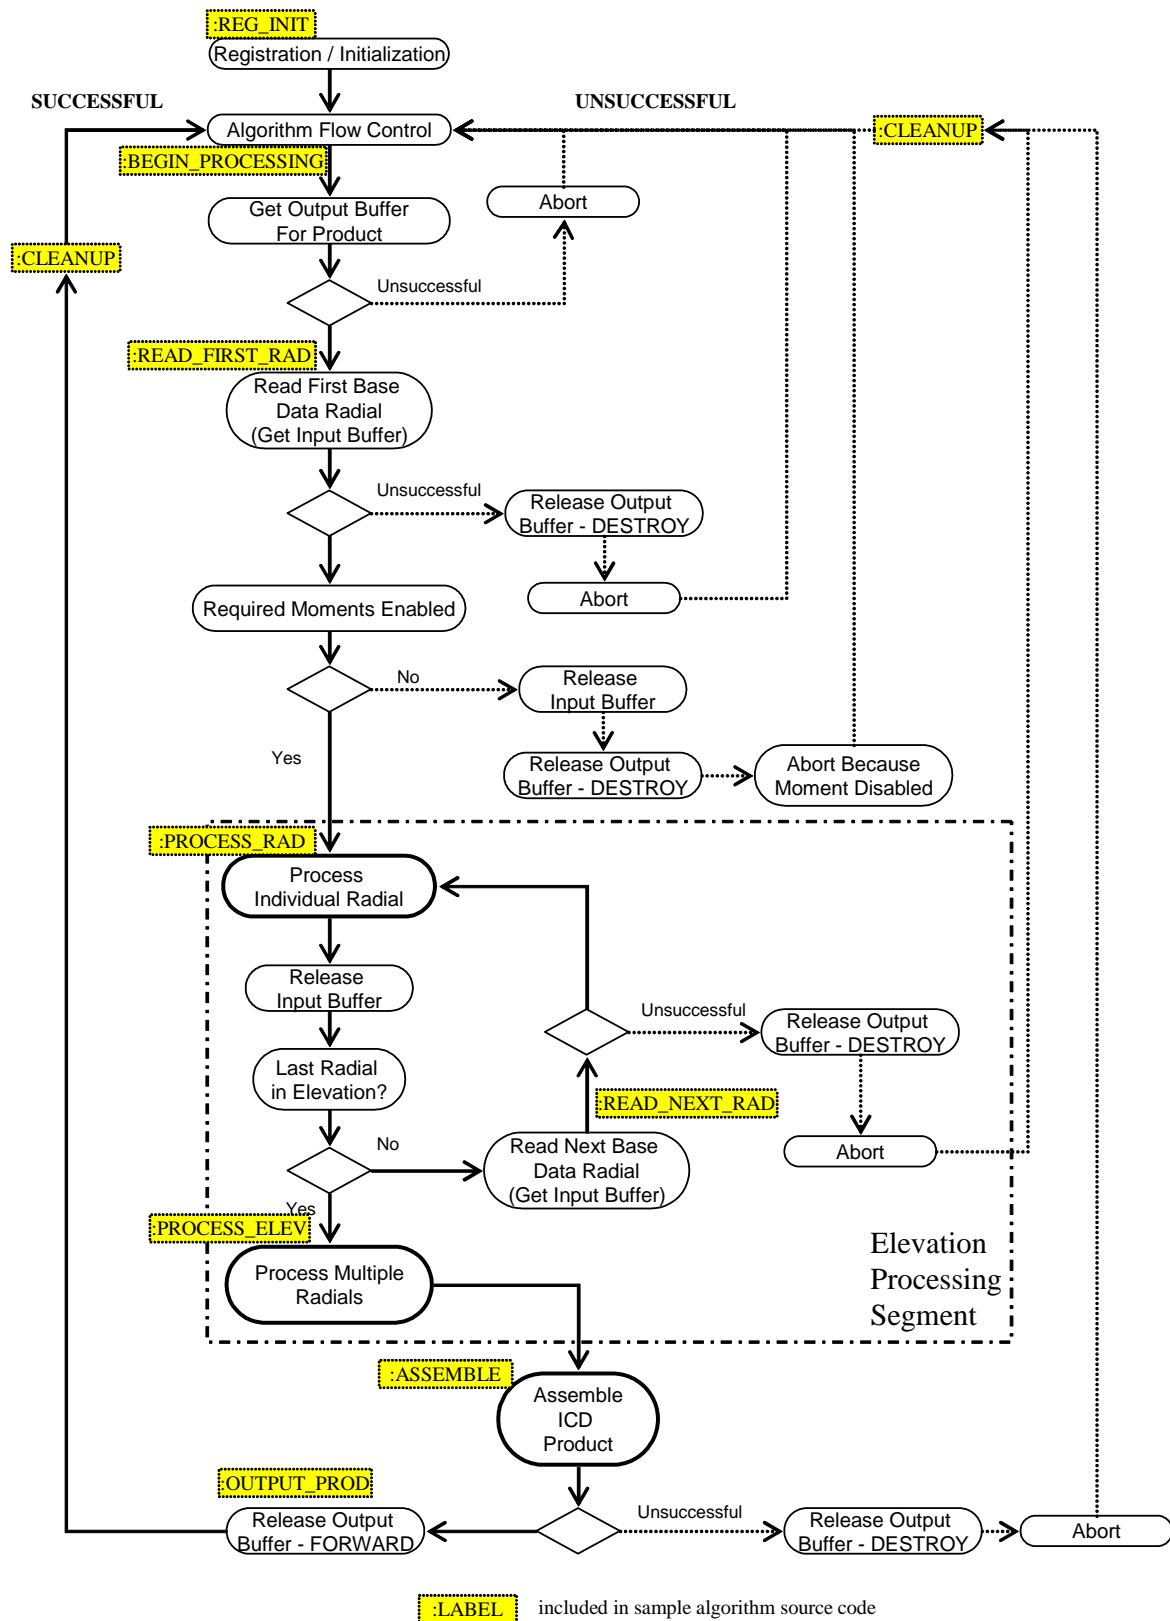 :REG_INIT
Registration / Initialization
SUCCESSFUL
UNSUCCESSFUL
Algorithm Flow Control
:CLEANUP
:BEGIN_PROCESSING
Get Output Buffer
For Product
Abort
:CLEANUP
Unsuccessful
:READ_FIRST_RAD
Read First Base
Data Radial
(Get Input Buffer)
Unsuccessful
Release Output
Buffer - DESTROY
Abort
Required Moments Enabled
No
Release
Input Buffer
Yes
Release Output
Buffer - DESTROY
Abort Because
Moment Disabled
:PROCESS_RAD
Process
Individual Radial
Release
Input Buffer
Unsuccessful
Release Output
Buffer - DESTROY
Last Radial
in Elevation?
:READ_NEXT_RAD
No
Read Next Base
Data Radial
(Get Input Buffer)
Abort
Yes
:PROCESS_ELEV
Process Multiple
Radials
Elevation
Processing
Segment
:ASSEMBLE
Assemble
ICD
Product
:OUTPUT_PROD
Release Output
Buffer - FORWARD
Unsuccessful
Release Output
Buffer - DESTROY
Abort
:LABEL included in sample algorithm source code